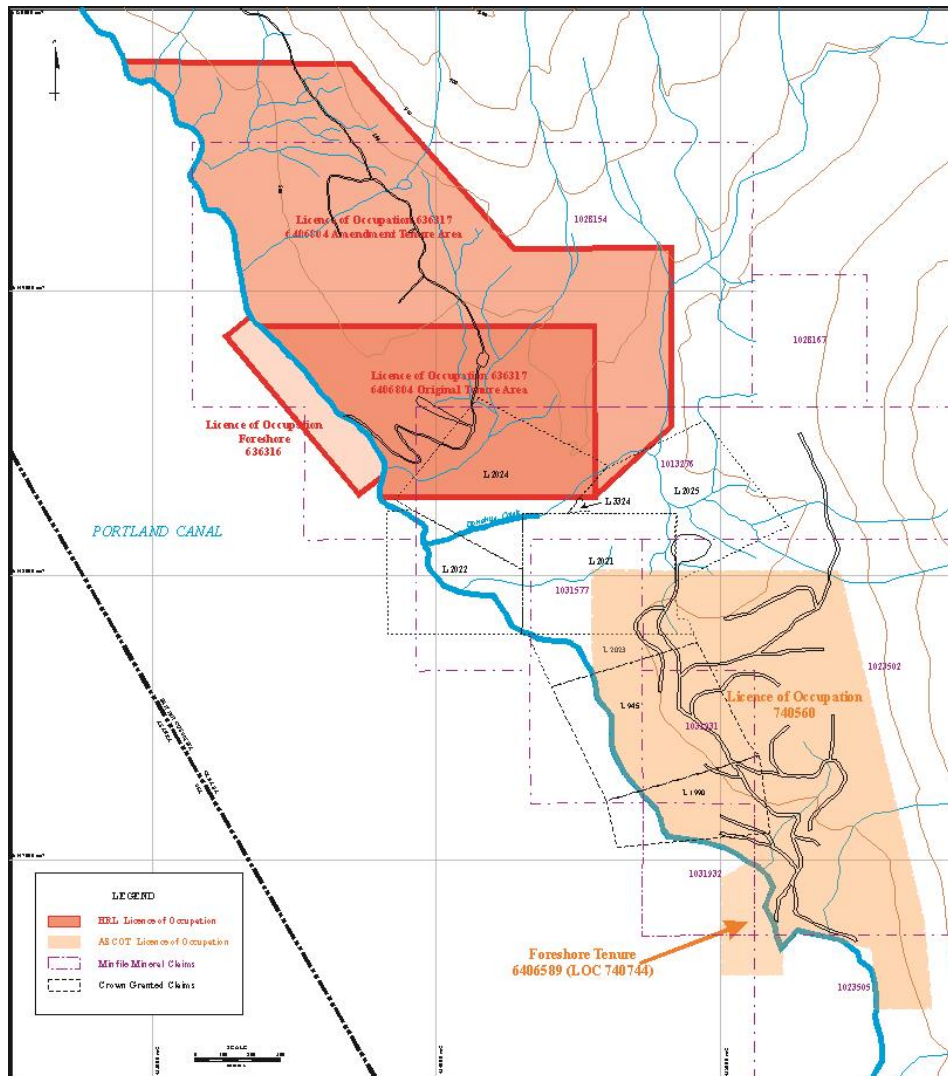 1028154
Licence of Occupation 636317
6406804 Amendment Tenure Area
1028167
Licence of Occupation 636317
6406804 Original Tenure Area
Licence of Occupation
Foreshore
636316
1013276
L 2024
L 2025
L 3324
PORTLAND CANAL
L 2022
L 2021
1031577
L 2023
1023502
Licence of Occupation
740560
L 945
L 1990
1031932
Foreshore Tenure
6406589 (LOC 740744)
1023505
LEGEND
HRL Licence of Occupation
ASCOT Licence of Occupation
Minfile Mineral Claims
Crown Granted Claims
SCALE